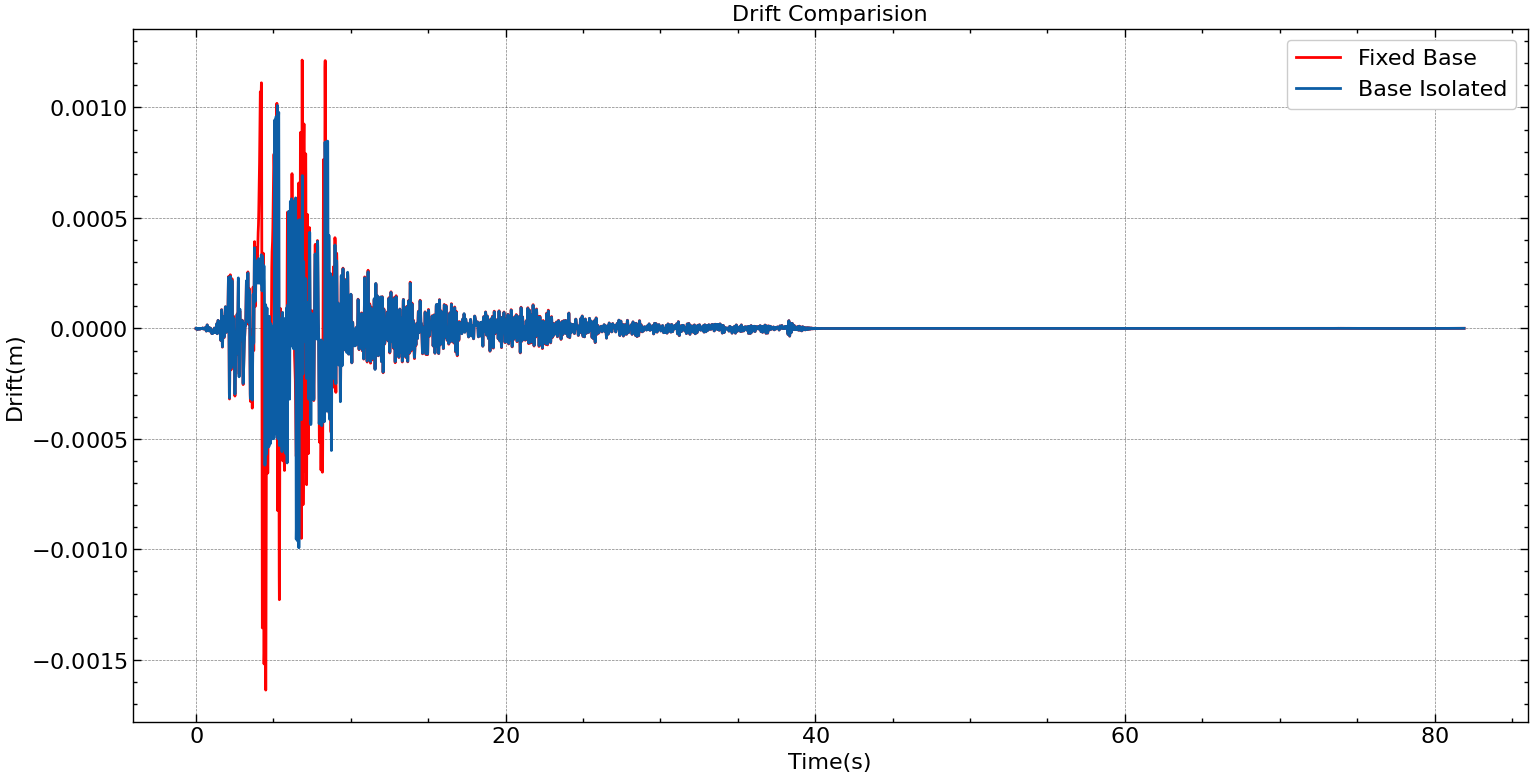 Drift Comparision
Fixed Base
Base Isolated
0.0010
0.0005
0.0000
−0.0005
−0.0010
−0.0015
Drift(m)
0 20 40 60 80
Time(s)